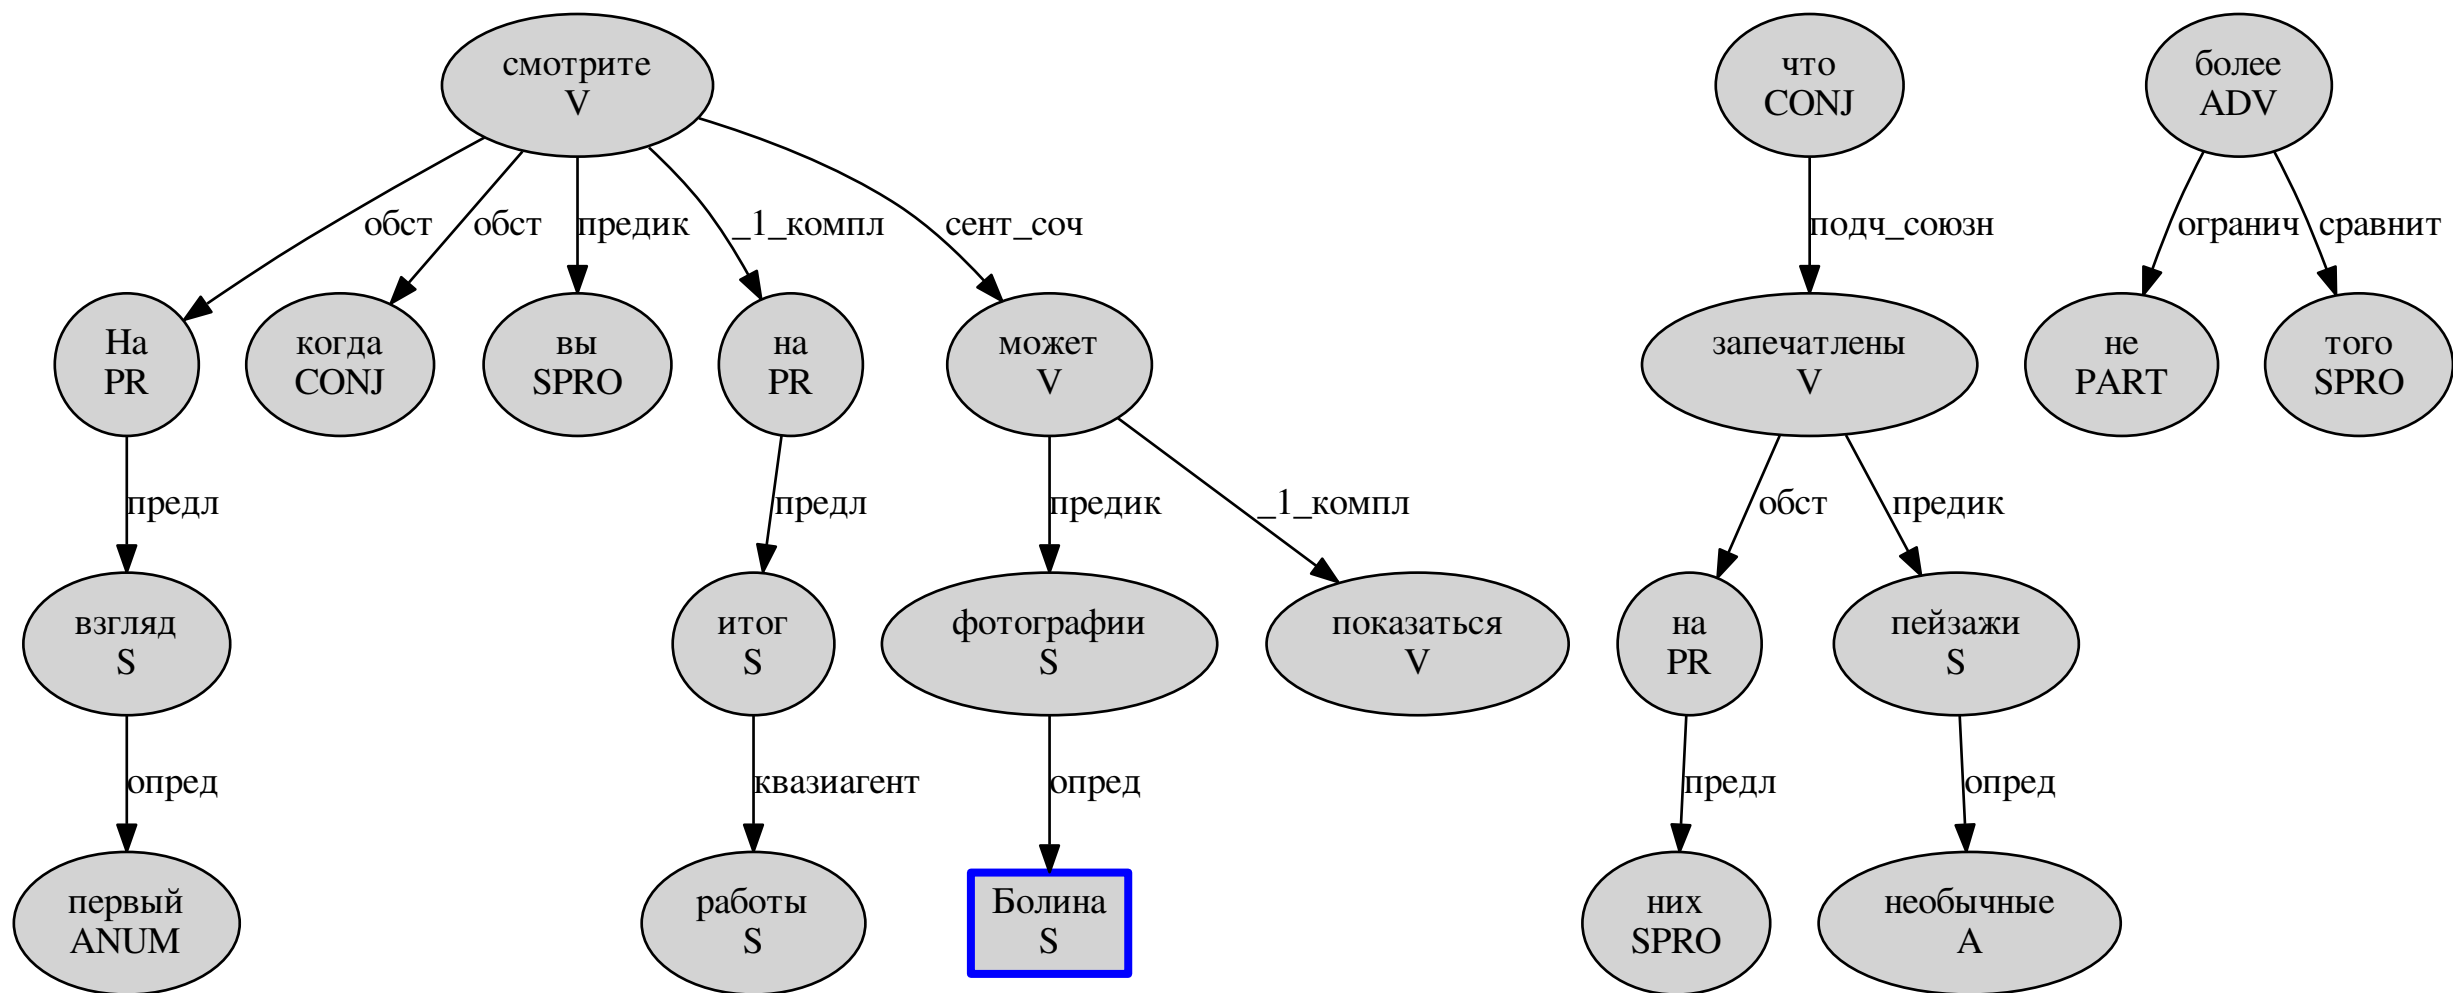 смотрите
V
что
CONJ
более
ADV
обст
обст
предик
_1_компл
сент_соч
подч_союзн
огранич
сравнит
На
PR
когда
CONJ
вы
SPRO
на
PR
может
V
запечатлены
V
не
PART
того
SPRO
предл
предл
предик
_1_компл
обст
предик
взгляд
S
итог
S
фотографии
S
показаться
V
на
PR
пейзажи
S
опред
квазиагент
опред
предл
опред
первый
ANUM
работы
S
Болина
S
них
SPRO
необычные
A